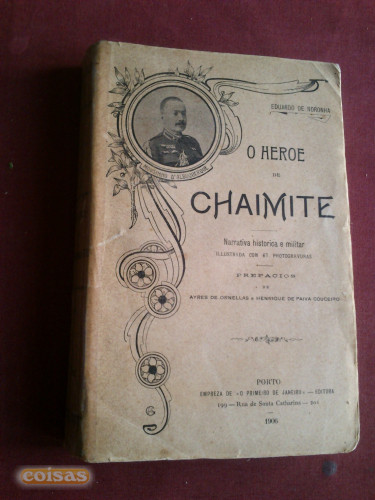 EDUARDO DE NORONHA
O HEROE
DE
CHAIMITE
Narrativa historica e militar
ILLUSTRADA COM 47 PHOTOGRAVURAS
PREFACIOS
DE
AYRES DE ORNELLAS e HENRIQUE DE PAIVA COUCEIRO
PORTO
EMPREZA DE «O PRIMEIRO DE JANEIRO» — EDITORA
Rua de Santa Catharina
1906
coisas